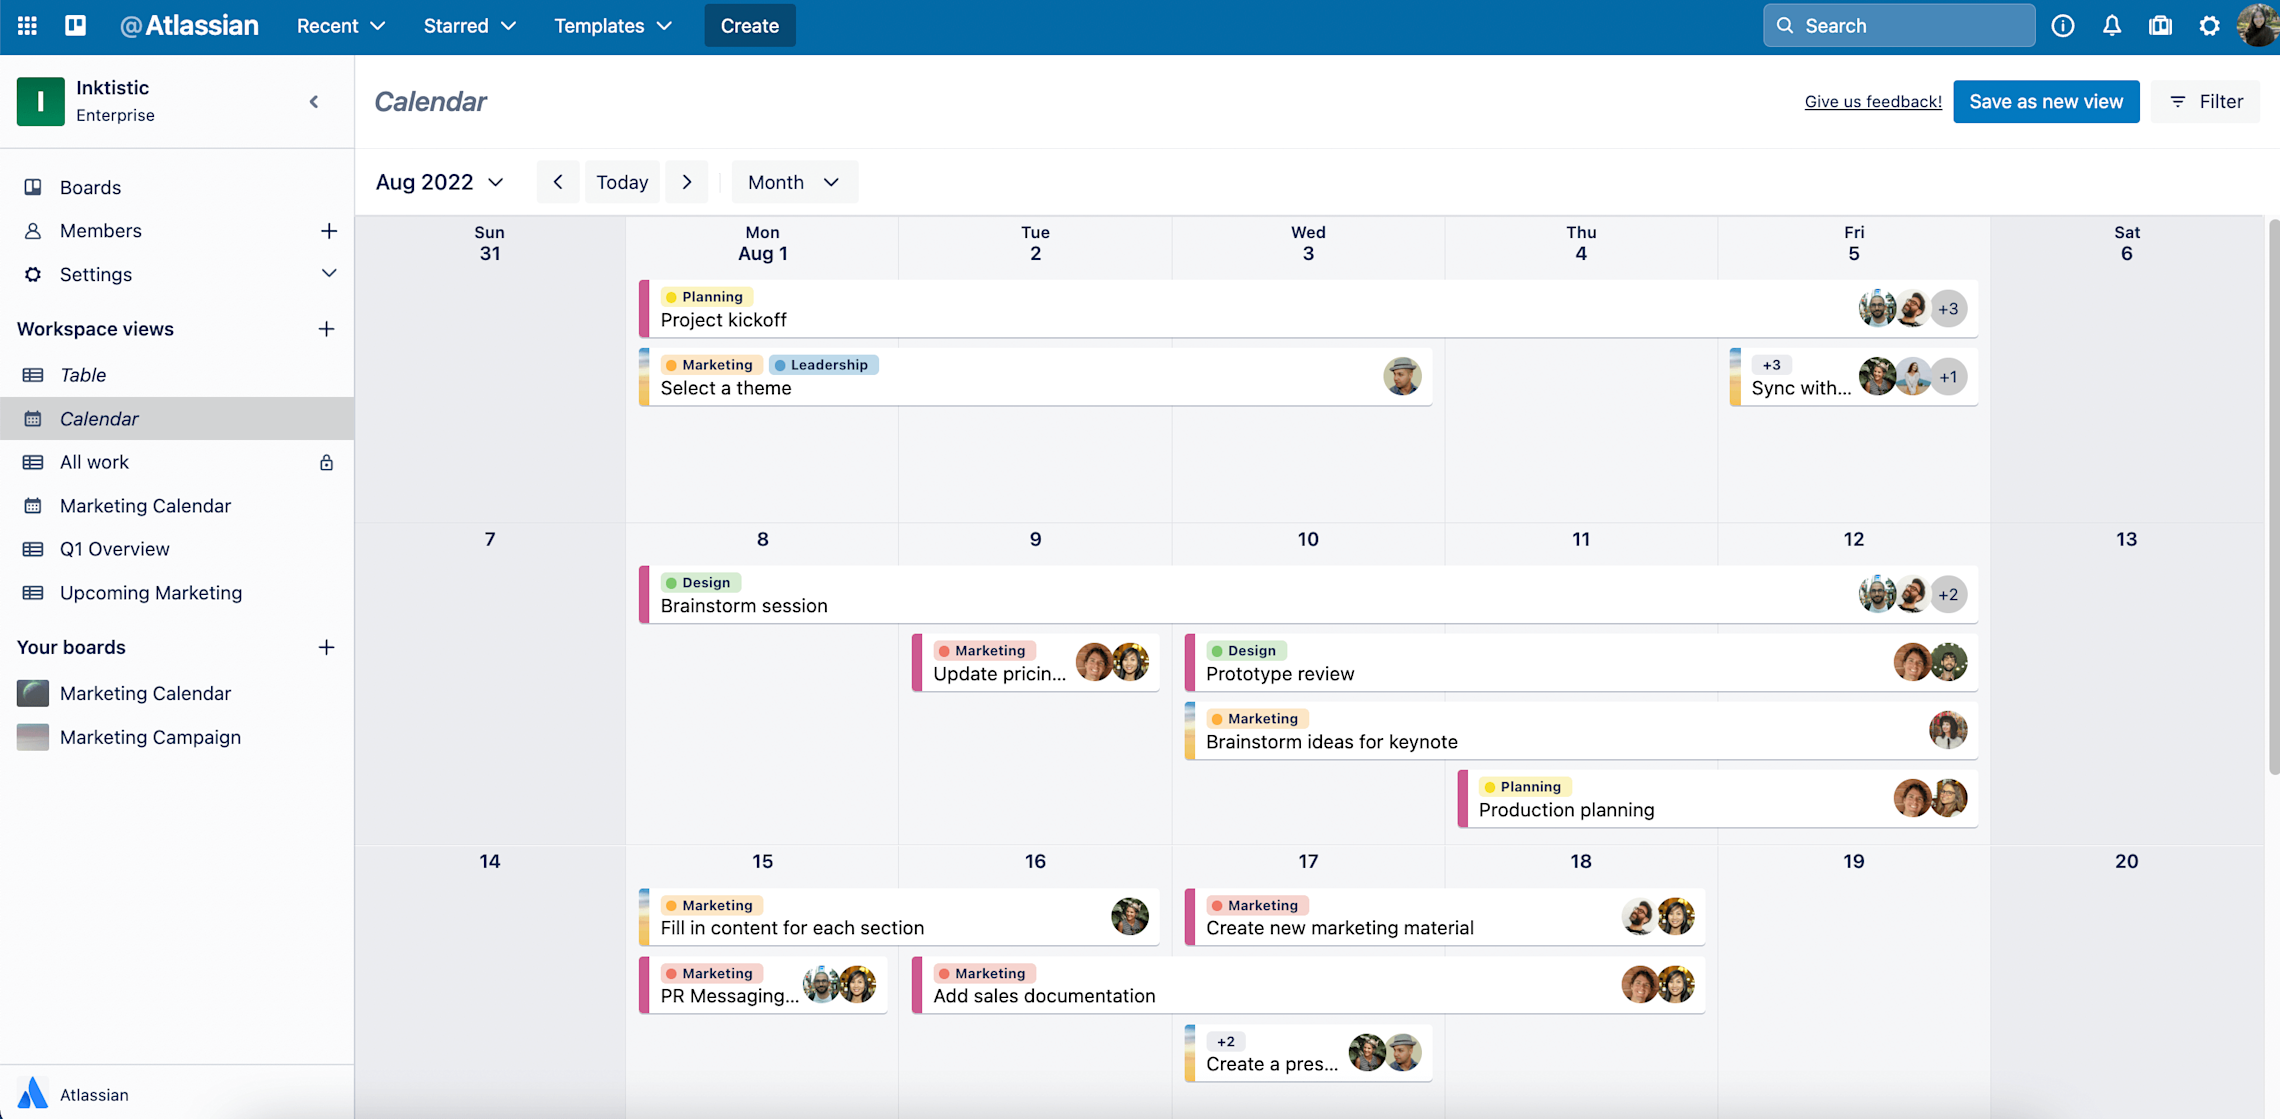 @Atlassian Recent Starred Templates Create Search
I Inktistic
Enterprise
Boards
Members
Settings
Workspace views
Table
Calendar
All work
Marketing Calendar
Q1 Overview
Upcoming Marketing
Your boards
Marketing Calendar
Marketing Campaign
Atlassian
Calendar Give us feedback! Save as new view Filter
Aug 2022 Today Month
Sun Mon Tue Wed Thu Fri Sat
31 Aug 1 2 3 4 5 6
Planning
Project kickoff +3
Marketing Leadership
Select a theme
+3
Sync with... +1
7 8 9 10 11 12 13
Design
Brainstorm session +2
Marketing
Update pricin...
Design
Prototype review
Marketing
Brainstorm ideas for keynote
Planning
Production planning
14 15 16 17 18 19 20
Marketing
Fill in content for each section
Marketing
Create new marketing material
Marketing
PR Messaging...
Marketing
Add sales documentation
+2
Create a pres...